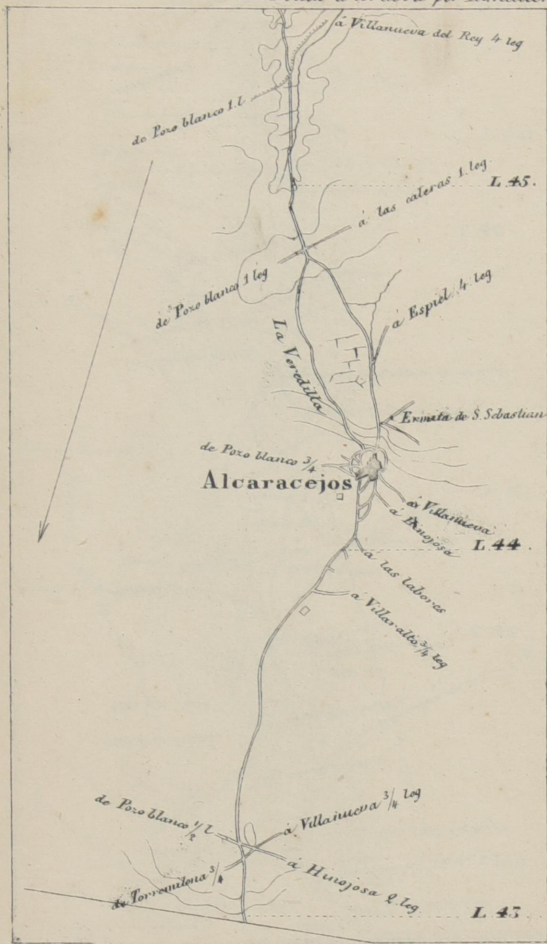 á Villanueva del Rey 4 leg
de Pozo blanco 1 l
L 45.
á las caleras 1 leg
de Pozo blanco 1 leg
á Espiel 4 leg
La Veredilla
Ermita de S. Sebastian
de Pozo blanco 3/4
Alcaracejos
á Villanueva
á Hinojosa
L 44.
á las labores
á Villaralto 3/4 leg
de Pozo blanco 1/2 l
á Villanueva 3/4 leg
de Torremilena 3/4
á Hinojosa 2 leg
L 43